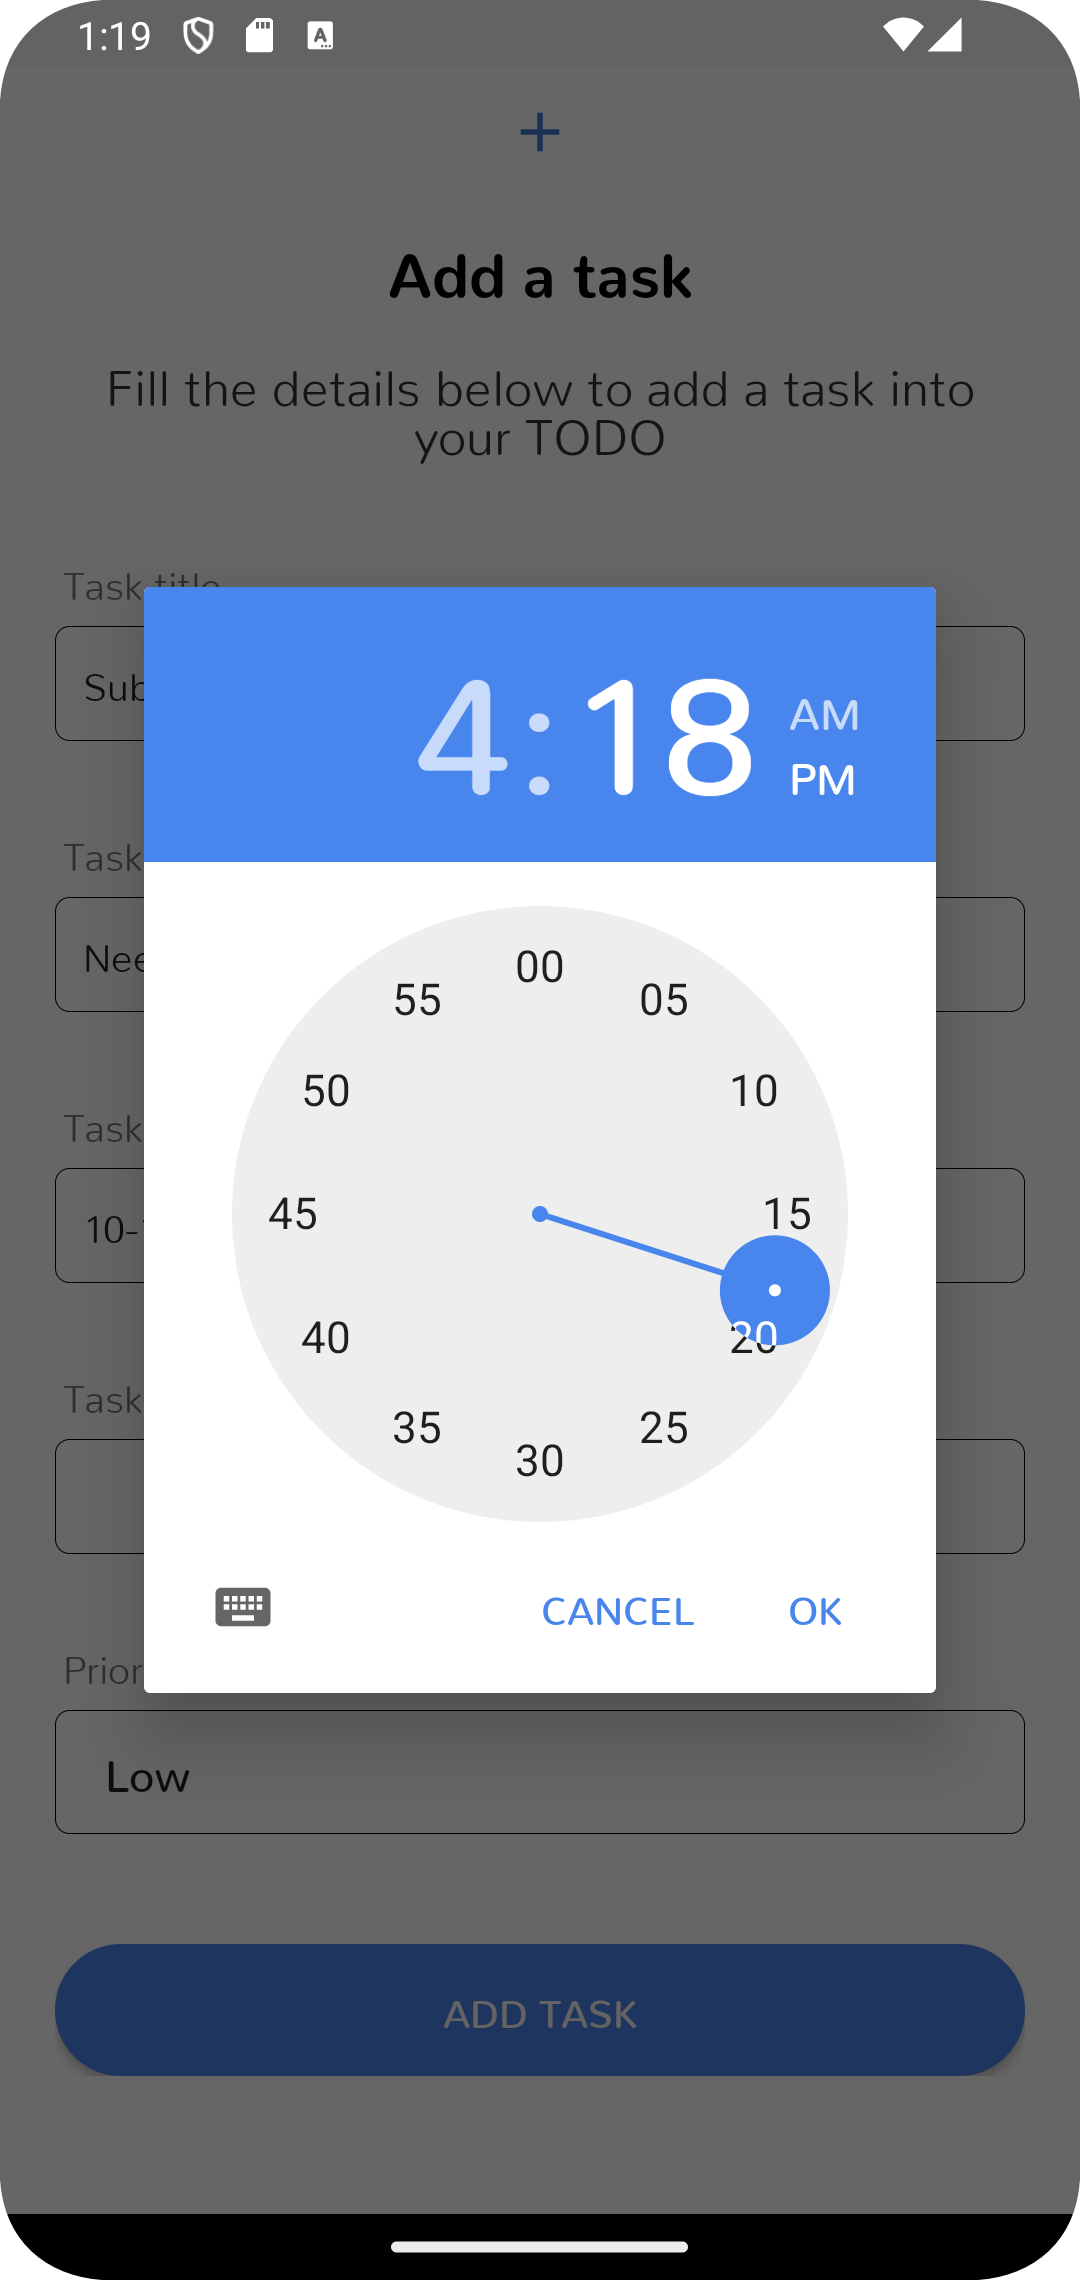 1:19
Add a task
Fill the details below to add a task into
your TODO
Task title
Sub
4:18
AM
PM
Task
Nee
00
55
05
50
10
Task
45
15
10-
40
20
Task
35
25
30
CANCEL
OK
Prior
Low
ADD TASK